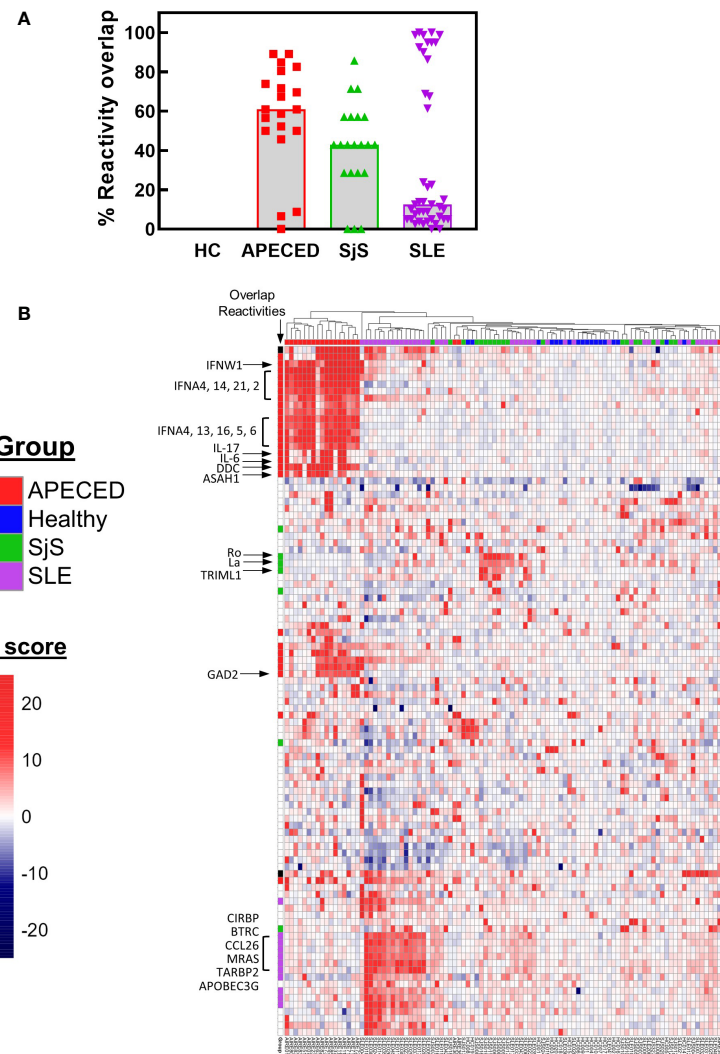 A
% Reactivity overlap
100
80
60
40
20
0
HC APECED SjS SLE
B
Overlap
Reactivities
IFNW1
IFNA4, 14, 21, 2
IFNA4, 13, 16, 5, 6
IL-17
IL-6
DDC
ASAH1
Group
APECED
Healthy
SjS
SLE
Ro
La
TRIML1
score
20
10
0
-10
-20
GAD2
CIRBP
BTRC
CCL26
MRAS
TARBP2
APOBEC3G
Group